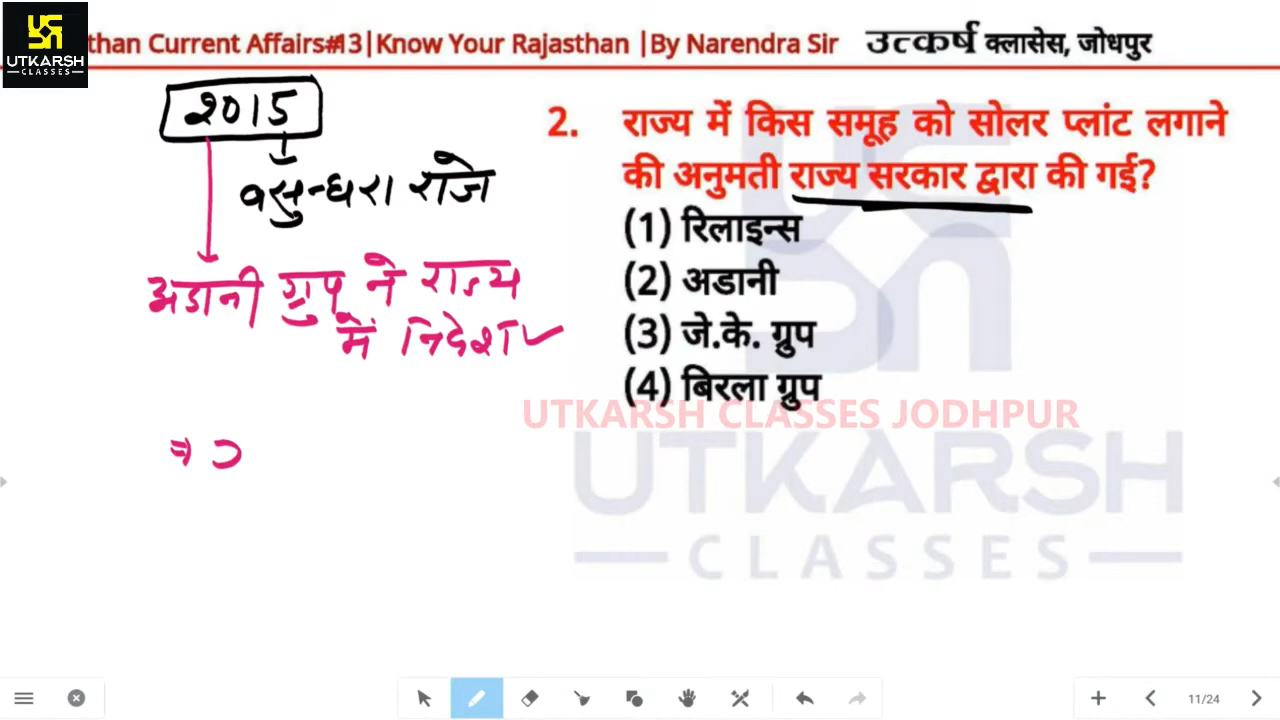 USTKARSH CLASSES
than Current Affairs#13|Know Your Rajasthan |By Narendra Sir उत्कर्ष क्लासेस, जोधपुर
2015
वसुन्धरा राजे
अडानी ग्रुप ने राज्य
में निवेश
2. राज्य में किस समूह को सोलर प्लांट लगाने
की अनुमती राज्य सरकार द्वारा की गई?
(1) रिलाइन्स
(2) अडानी
(3) जे.के. ग्रुप
(4) बिरला ग्रुप
UTKARSH CLASSES JODHPUR
UTKARSH
CLASSES
11/24